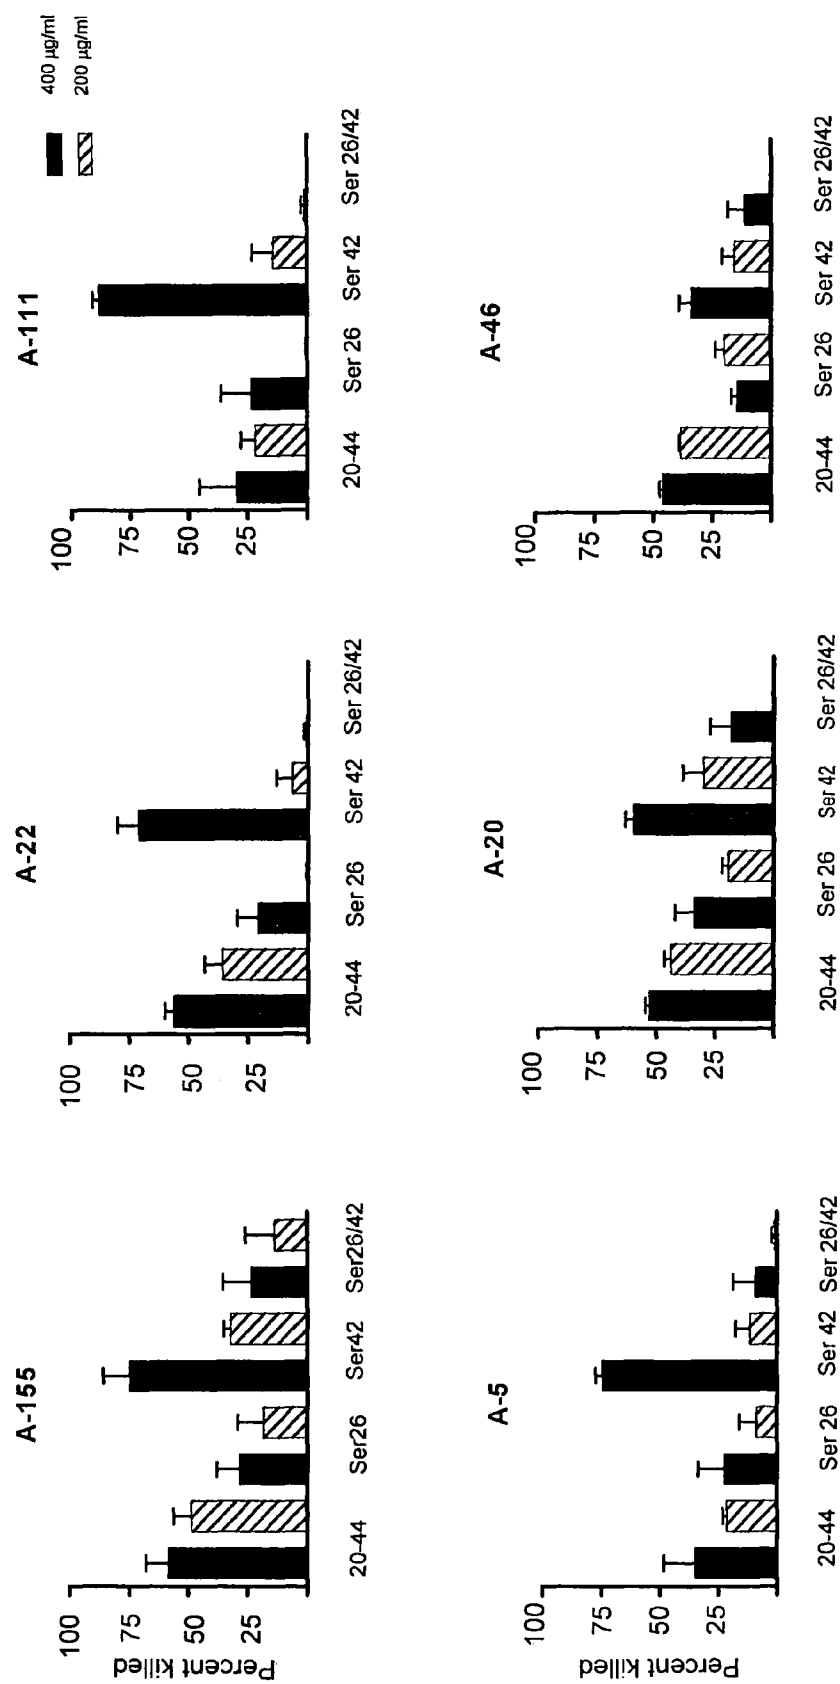 400 µg/ml
200 µg/ml
A-155
Percent killed
100
75
50
25
20-44 Ser26 Ser42 Ser26/42
A-22
100
75
50
25
20-44 Ser 26 Ser 42 Ser 26/42
A-111
100
75
50
25
20-44 Ser 26 Ser 42 Ser 26/42
A-5
Percent killed
100
75
50
25
20-44 Ser 26 Ser 42 Ser 26/42
A-20
100
75
50
25
20-44 Ser 26 Ser 42 Ser 26/42
A-46
100
75
50
25
20-44 Ser 26 Ser 42 Ser 26/42